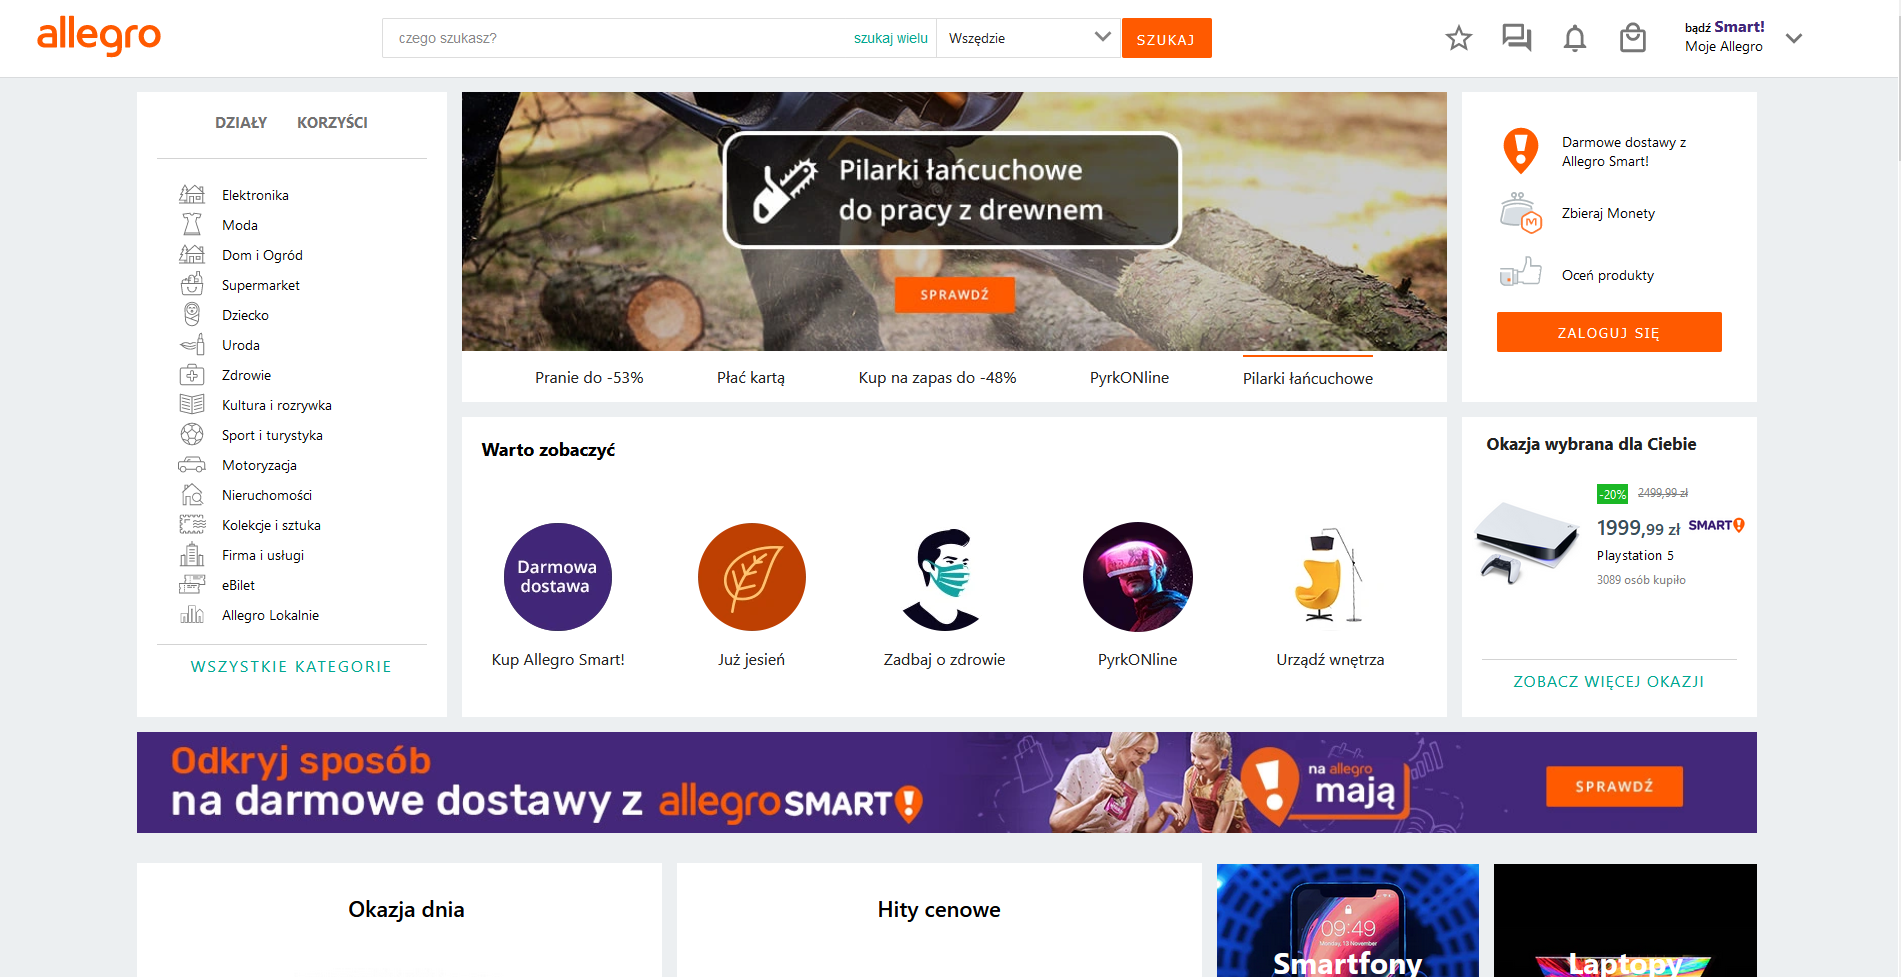 allegro
czego szukasz?
szukaj wielu
Wszędzie
SZUKAJ
bądź Smart!
Moje Allegro
DZIAŁY
KORZYŚCI
Elektronika
Moda
Dom i Ogród
Supermarket
Dziecko
Uroda
Zdrowie
Kultura i rozrywka
Sport i turystyka
Motoryzacja
Nieruchomości
Kolekcje i sztuka
Firma i usługi
eBilet
Allegro Lokalnie
WSZYSTKIE KATEGORIE
Pilarki łańcuchowe
do pracy z drewnem
SPRAWDŹ
Pranie do -53%
Płać kartą
Kup na zapas do -48%
PyrkONline
Pilarki łańcuchowe
Darmowe dostawy z
Allegro Smart!
M
Zbieraj Monety
Oceń produkty
ZALOGUJ SIĘ
Warto zobaczyć
Darmowa
dostawa
Kup Allegro Smart!
Już jesień
Zadbaj o zdrowie
PyrkONline
Urządź wnętrza
Okazja wybrana dla Ciebie
-20% 2499,99 zł
1999,99 zł SMART!
Playstation 5
3089 osób kupiło
ZOBACZ WIĘCEJ OKAZJI
Odkryj sposób
na darmowe dostawy z allegro SMART!
na allegro
mają
SPRAWDŹ
Okazja dnia
Hity cenowe
09:49
Monday, 13 November
Smartfony
Laptopy